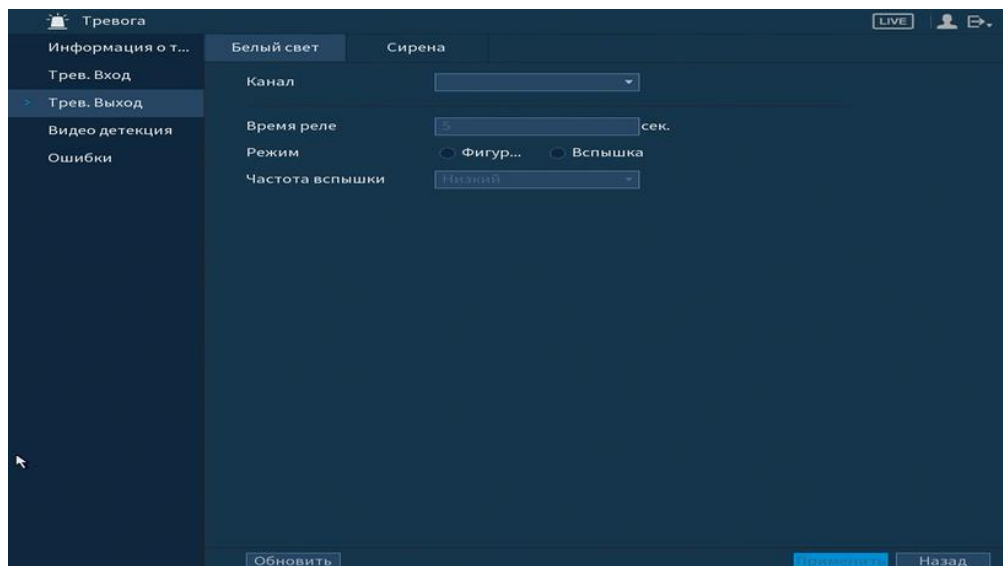 Тревога
LIVE
Информация о т...
Трев. Вход
> Трев. Выход
Видео детекция
Ошибки
Белый свет Сирена
Канал
Время реле 5 сек.
Режим Фигур... Вспышка
Частота вспышки Низкий
Обновить Применить Назад